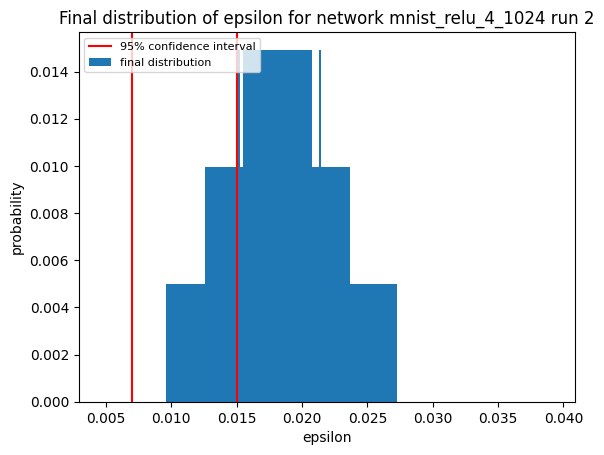 Final distribution of epsilon for network mnist_relu_4_1024 run 2
95% confidence interval
final distribution
0.014
0.012
0.010
0.008
0.006
0.004
0.002
0.000
probability
0.005 0.010 0.015 0.020 0.025 0.030 0.035 0.040
epsilon